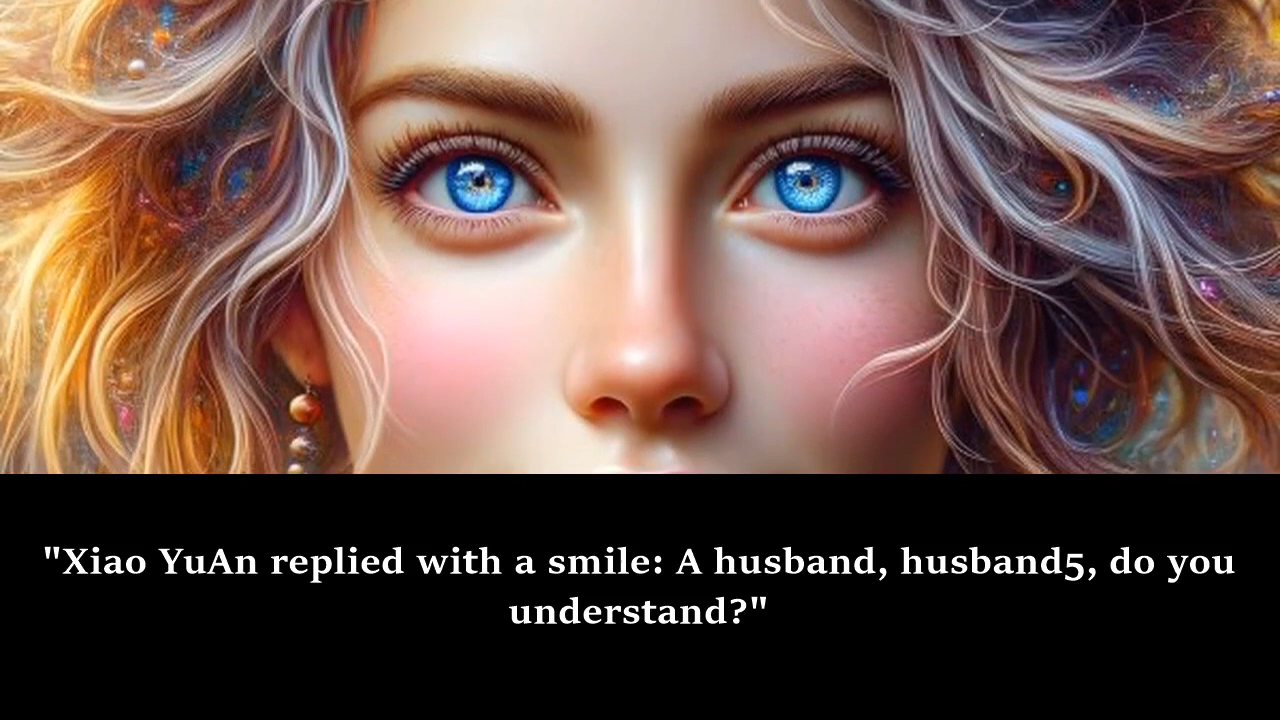 "Xiao YuAn replied with a smile: A husband, husband5, do you
understand?"